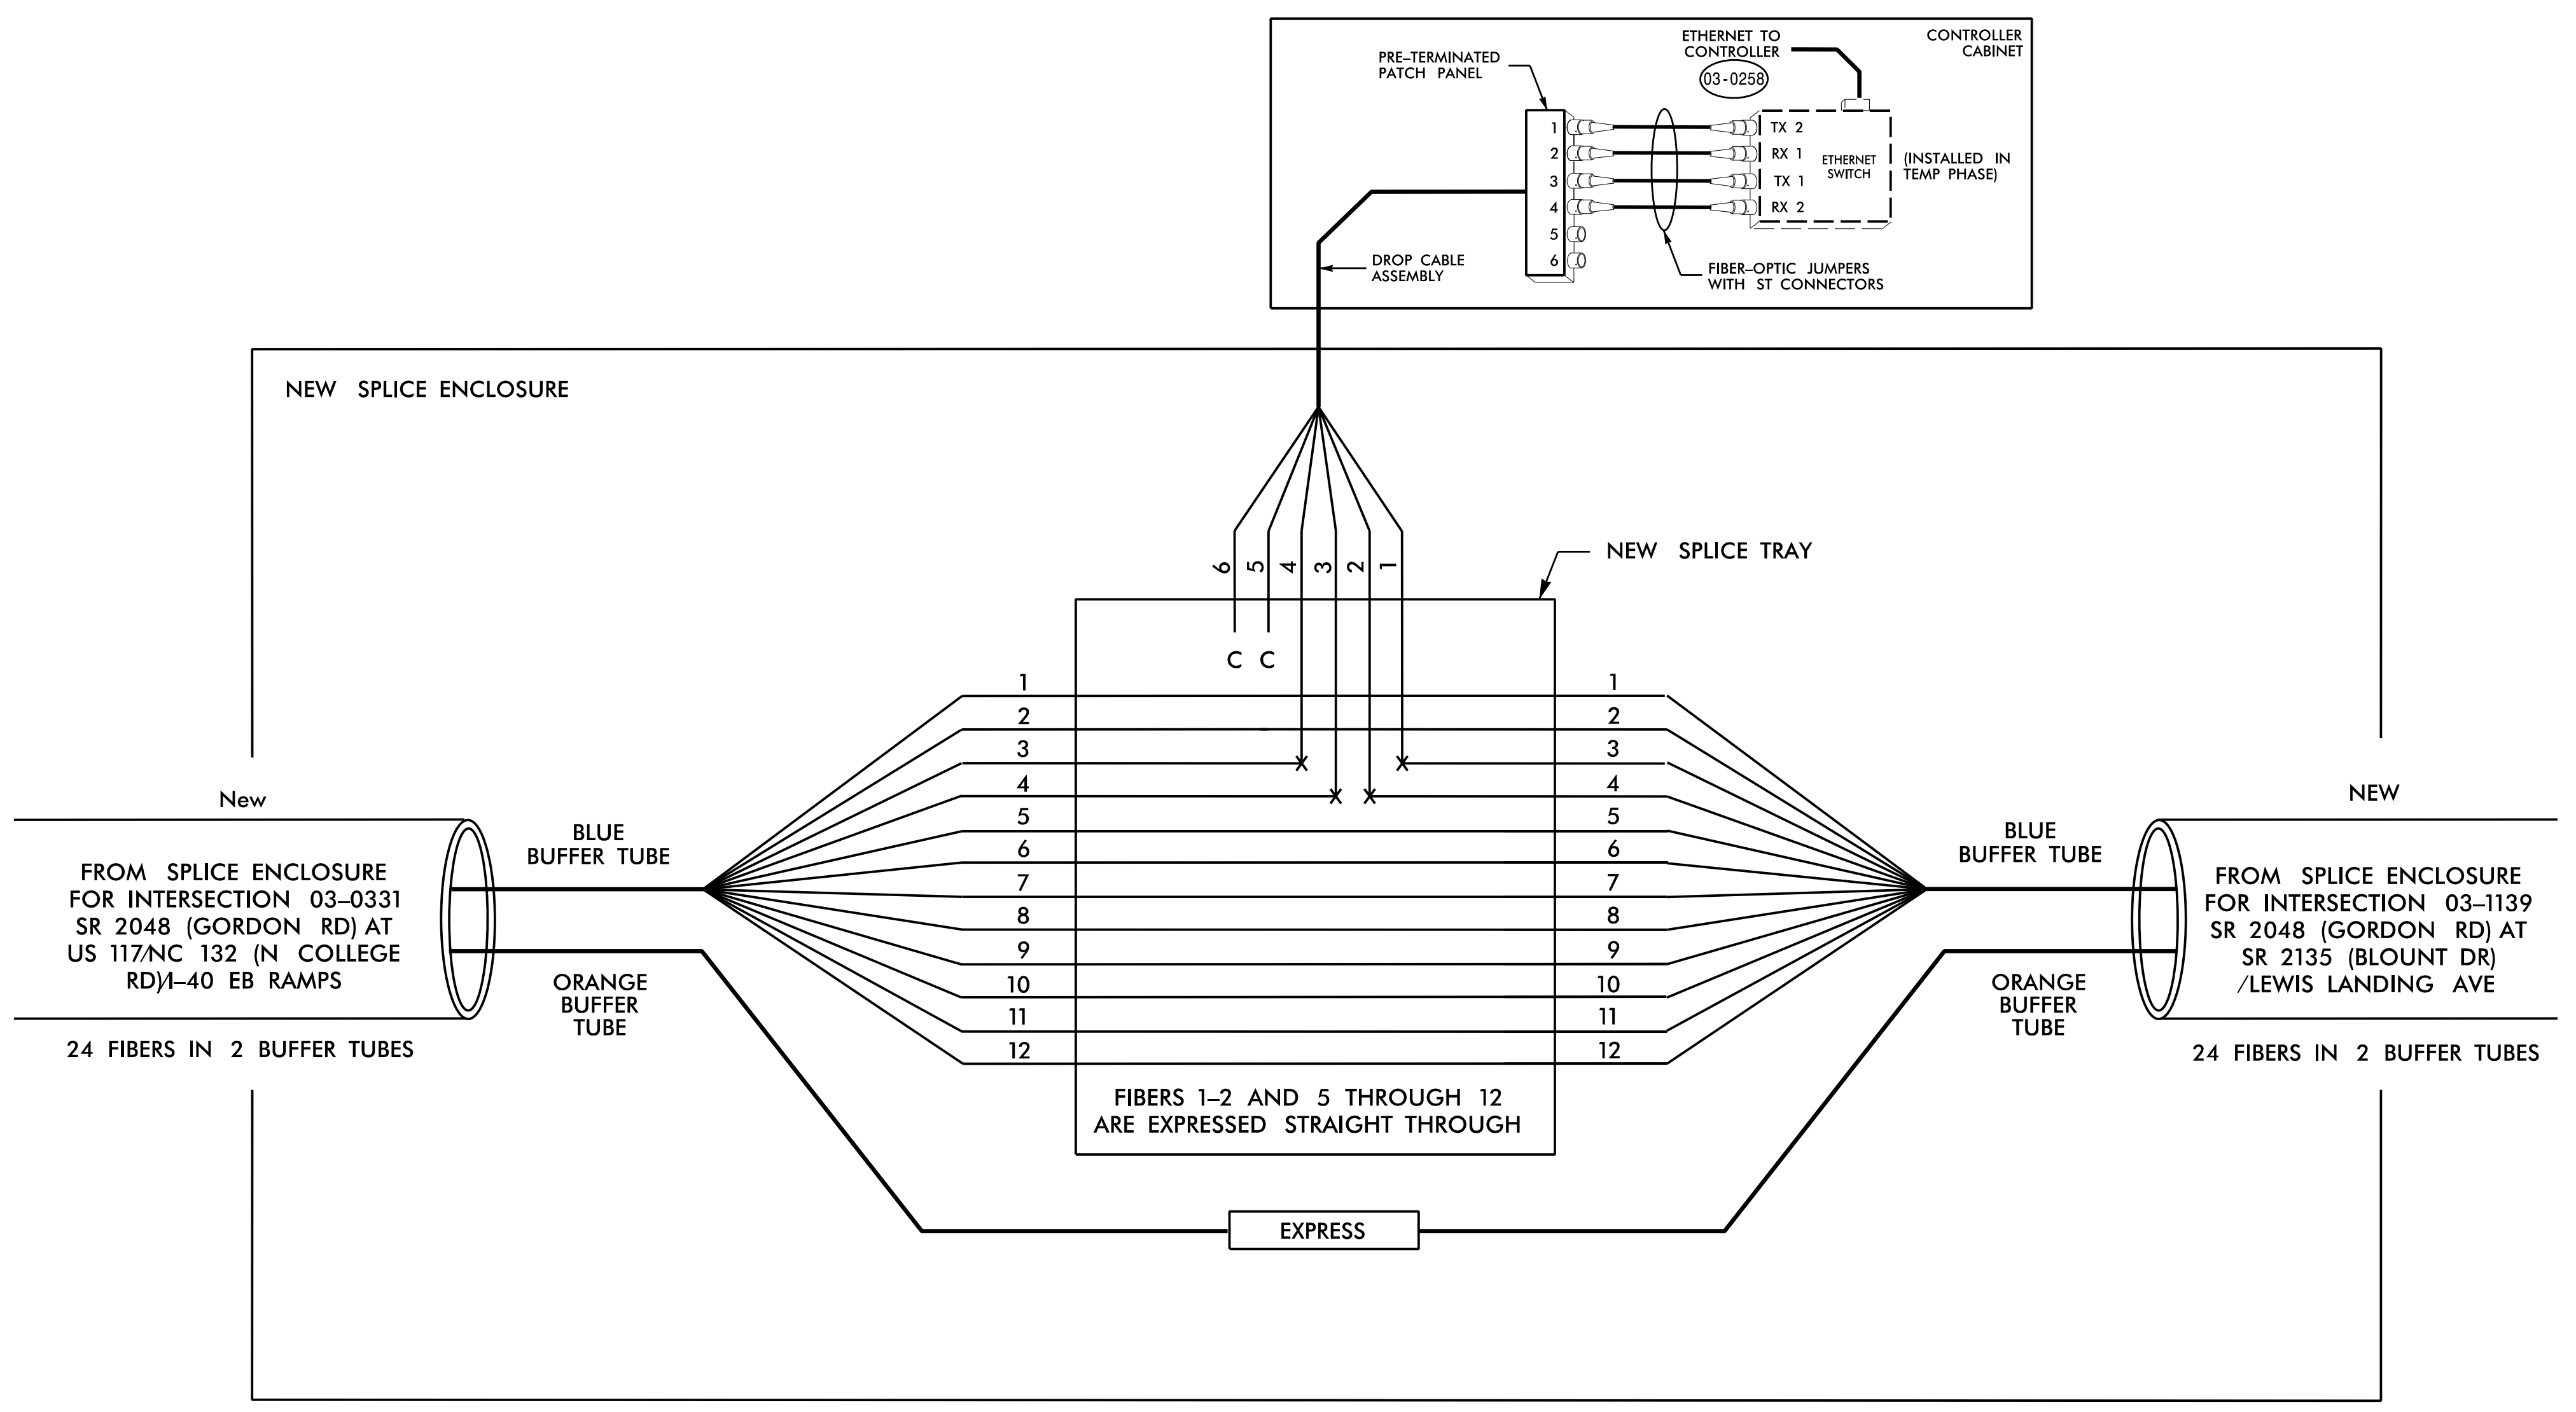 ETHERNET TO
CONTROLLER
03-0258
CONTROLLER
CABINET
PRE–TERMINATED
PATCH PANEL
1
2
3
4
5
6
TX 2
RX 1
TX 1
RX 2
ETHERNET
SWITCH
(INSTALLED IN
TEMP PHASE)
DROP CABLE
ASSEMBLY
FIBER–OPTIC JUMPERS
WITH ST CONNECTORS
NEW SPLICE ENCLOSURE
6 5 4 3 2 1
NEW SPLICE TRAY
C C
1
2
3
4
5
6
7
8
9
10
11
12
1
2
3
4
5
6
7
8
9
10
11
12
FIBERS 1–2 AND 5 THROUGH 12
ARE EXPRESSED STRAIGHT THROUGH
New
FROM SPLICE ENCLOSURE
FOR INTERSECTION 03–0331
SR 2048 (GORDON RD) AT
US 117/NC 132 (N COLLEGE
RD)/I–40 EB RAMPS
24 FIBERS IN 2 BUFFER TUBES
BLUE
BUFFER TUBE
ORANGE
BUFFER
TUBE
EXPRESS
BLUE
BUFFER TUBE
ORANGE
BUFFER
TUBE
NEW
FROM SPLICE ENCLOSURE
FOR INTERSECTION 03–1139
SR 2048 (GORDON RD) AT
SR 2135 (BLOUNT DR)
/LEWIS LANDING AVE
24 FIBERS IN 2 BUFFER TUBES